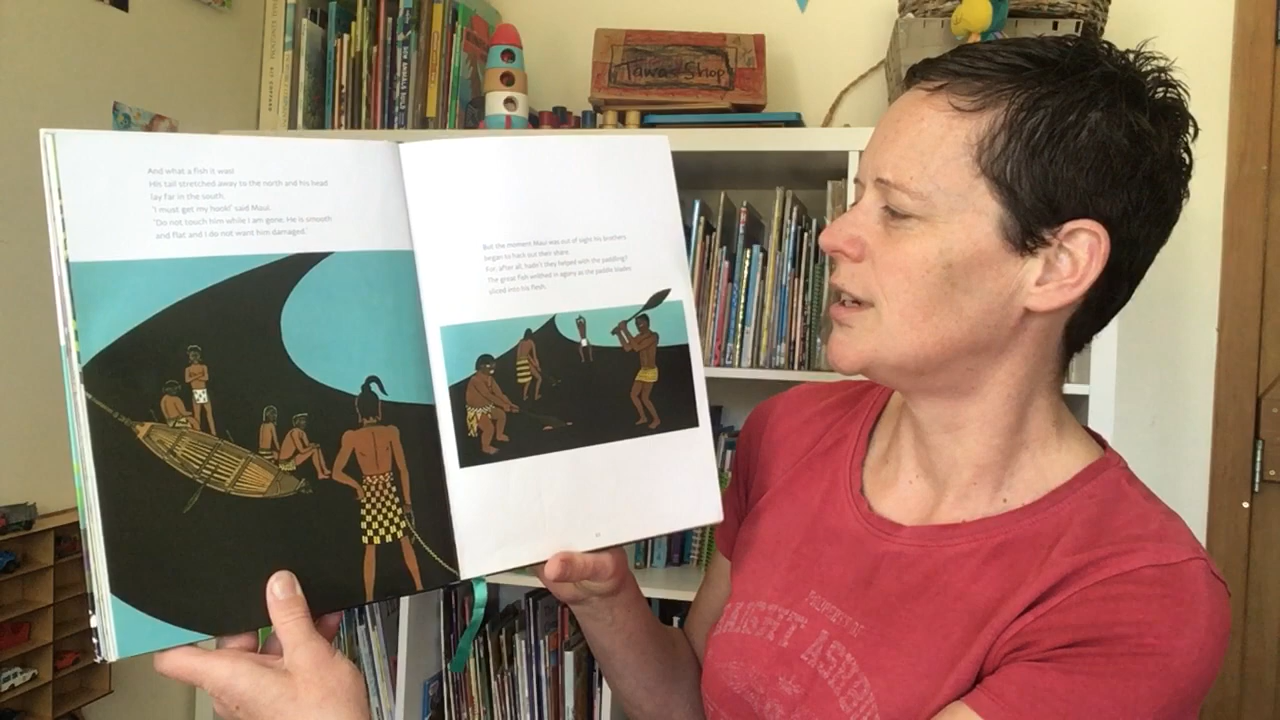 And what a fish it was!
His tail stretched away to the north and his head
lay far in the south.
'I must get my hook!' said Maui.
'Do not touch him while I am gone. He is smooth
and flat and I do not want him damaged.'
But the moment Maui was out of sight his brothers
began to hack out their share.
For, after all, hadn't they helped with the paddling?
The great fish writhed in agony as the paddle blades
sliced into his flesh.
Tawa Shop
PROPERTY OF
HAIGHT ASHBU